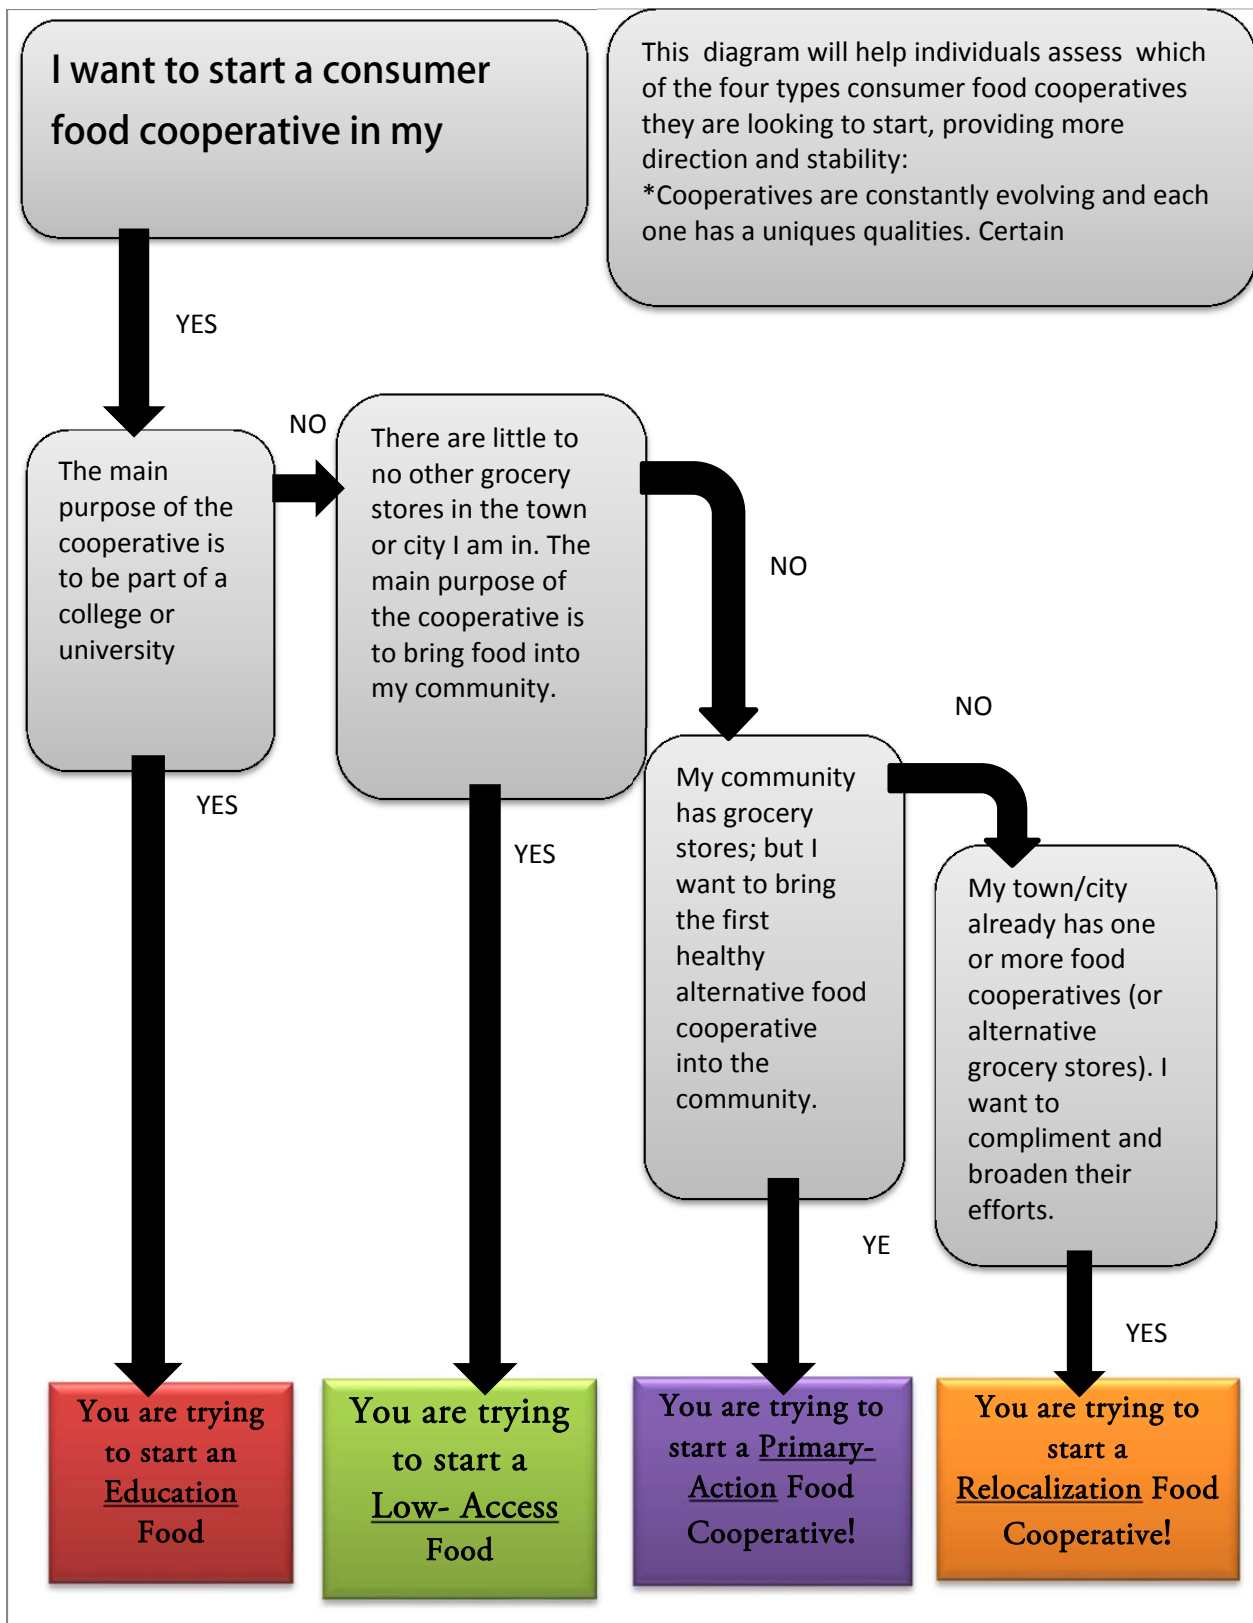 I want to start a consumer
food cooperative in my
This  diagram will help individuals assess  which
of the four types consumer food cooperatives
they are looking to start, providing more
direction and stability:
*Cooperatives are constantly evolving and each
one has a uniques qualities. Certain
YES
NO
The main
purpose of the
cooperative is
to be part of a
college or
university
There are little to
no other grocery
stores in the town
or city I am in. The
main purpose of
the cooperative is
to bring food into
my community.
NO
NO
YES
YES
My community
has grocery
stores; but I
want to bring
the first
healthy
alternative food
cooperative
into the
community.
My town/city
already has one
or more food
cooperatives (or
alternative
grocery stores). I
want to
compliment and
broaden their
efforts.
YE
YES
You are trying
to start an
Education
Food
You are trying
to start a
Low- Access
Food
You are trying to
start a Primary-
Action Food
Cooperative!
You are trying to
start a
Relocalization Food
Cooperative!